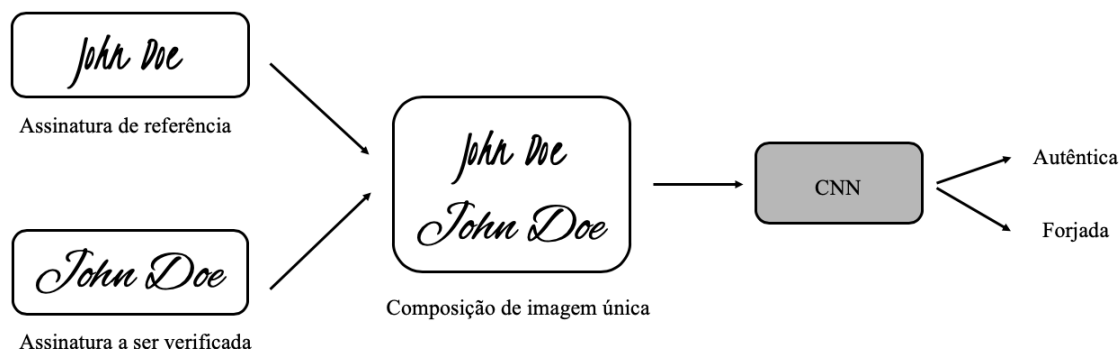 John Doe
Assinatura de referência
John Doe
Assinatura a ser verificada
John Doe
John Doe
Composição de imagem única
CNN
Autêntica
Forjada